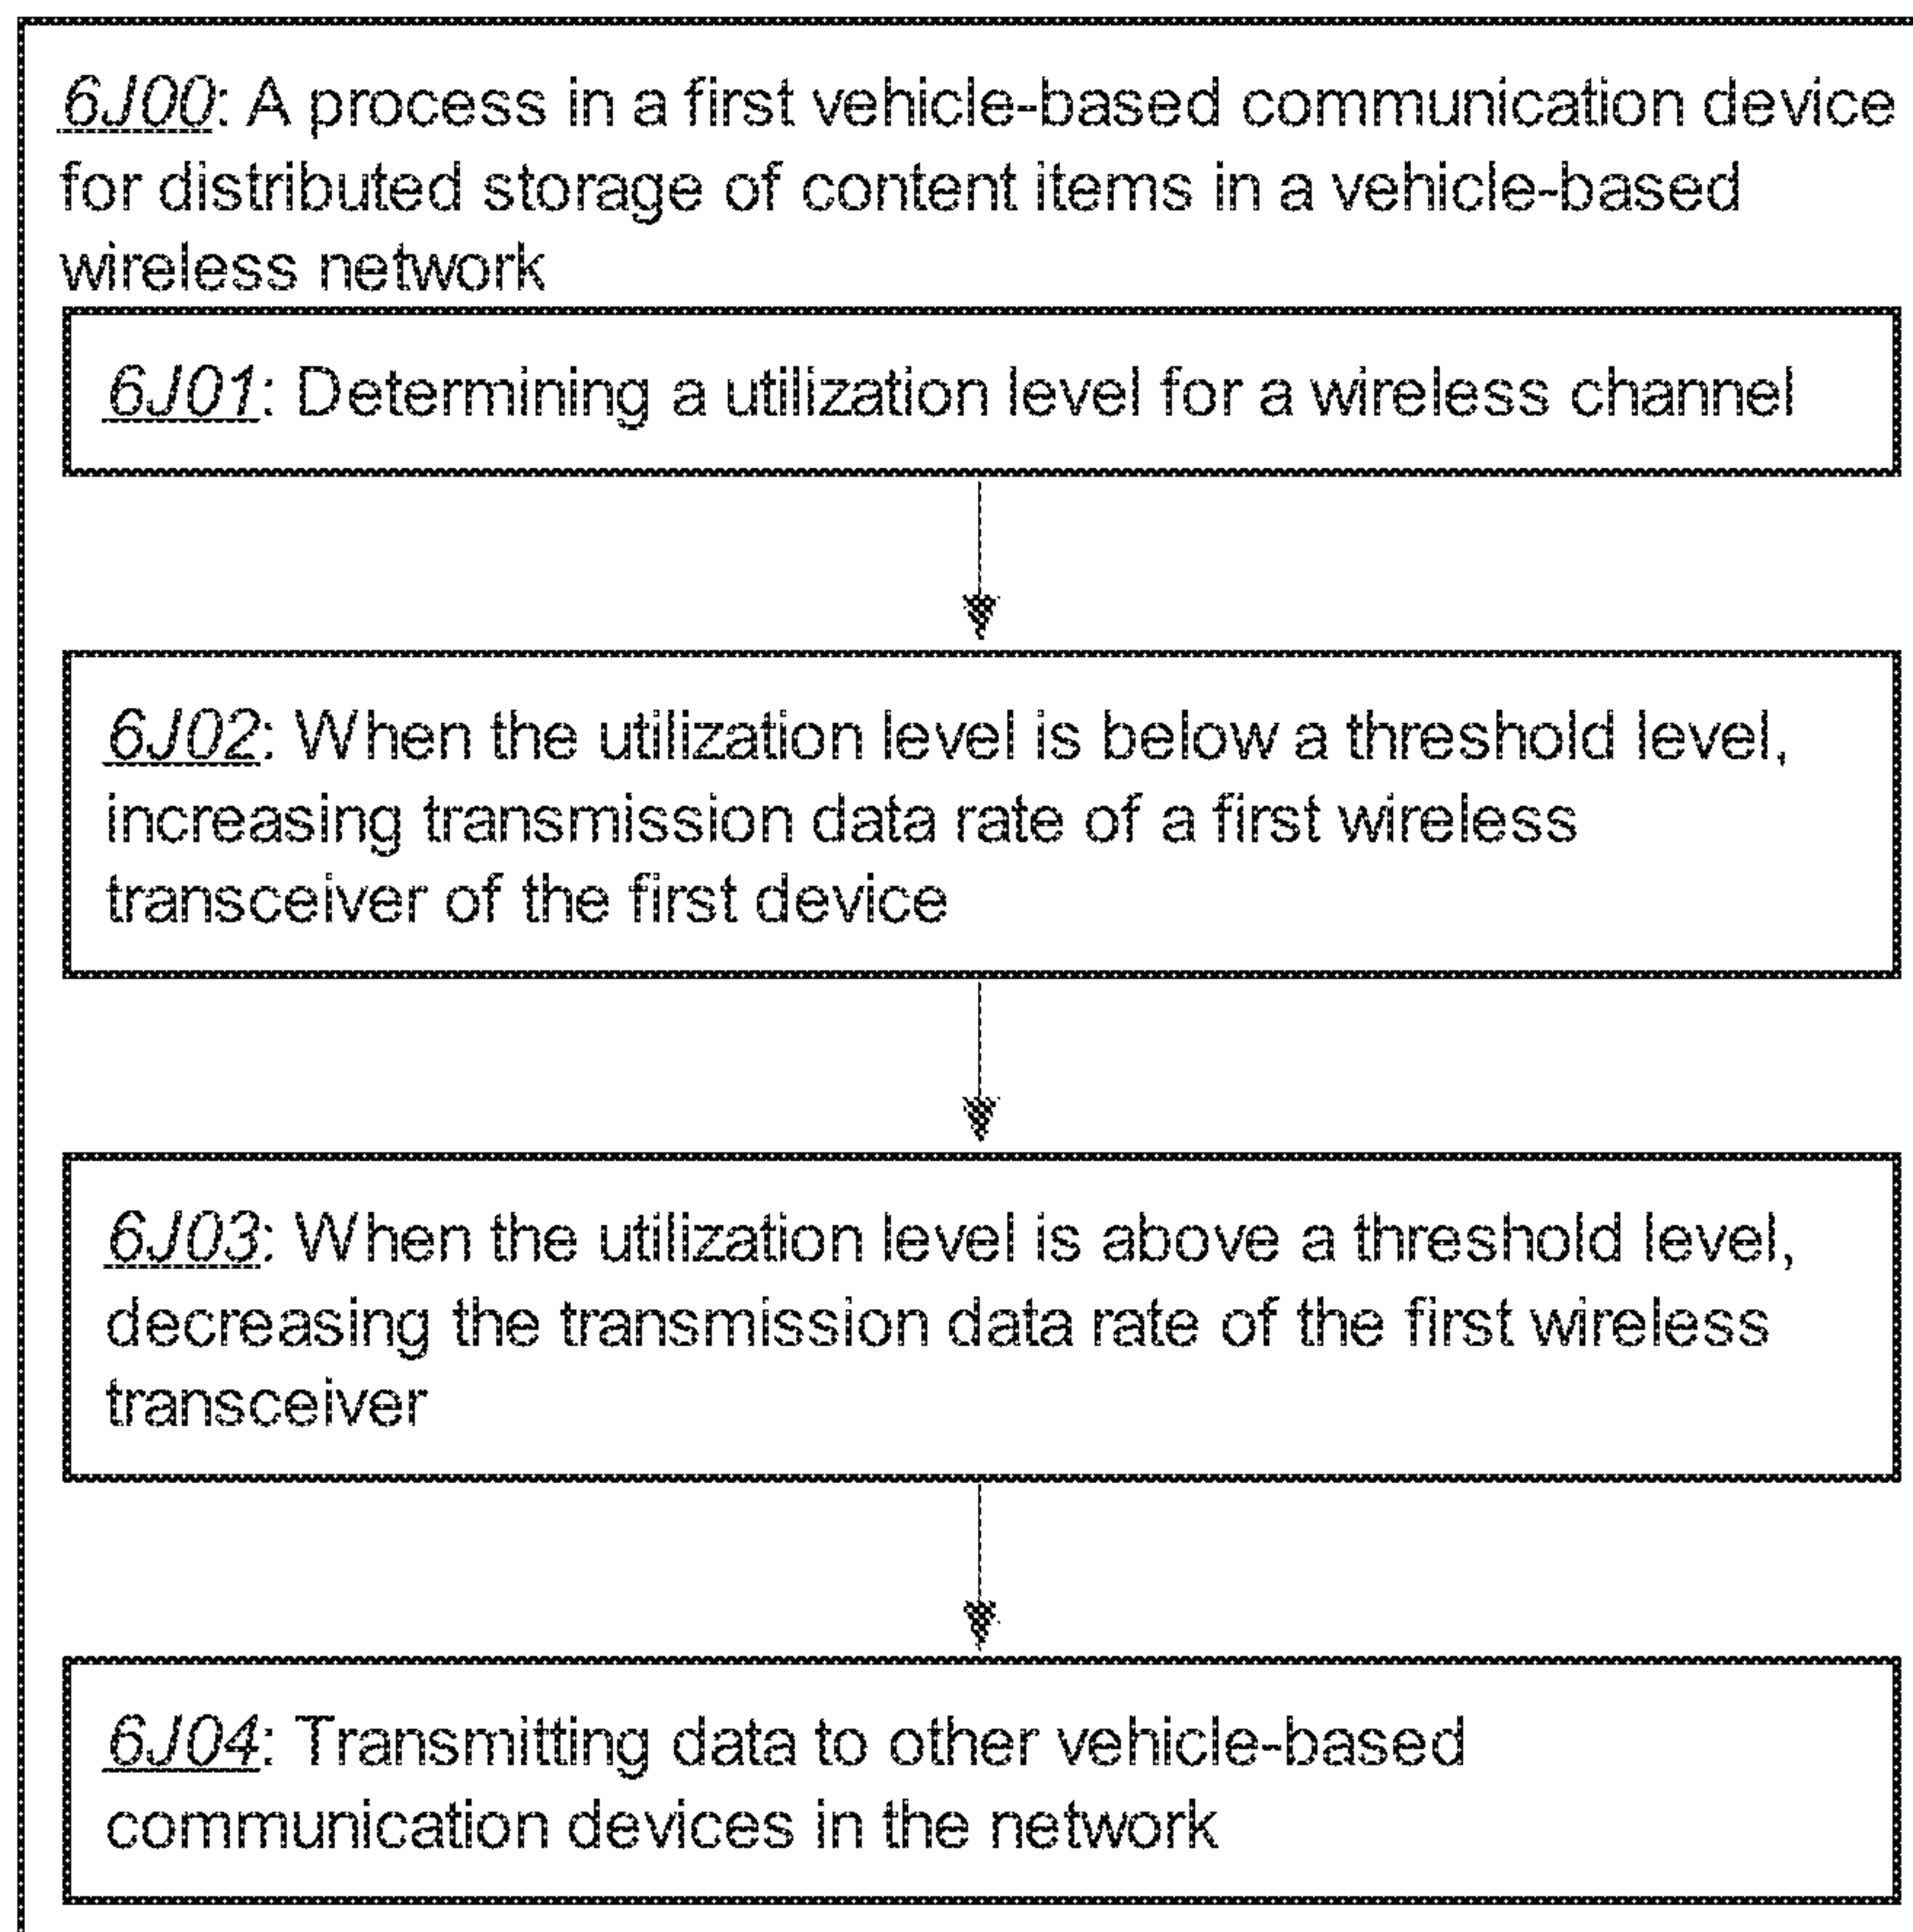 6J00: A process in a first vehicle-based communication device
for distributed storage of content items in a vehicle-based
wireless network
6J01: Determining a utilization level for a wireless channel
6J02: When the utilization level is below a threshold level,
increasing transmission data rate of a first wireless
transceiver of the first device
6J03: When the utilization level is above a threshold level,
decreasing the transmission data rate of the first wireless
transceiver
6J04: Transmitting data to other vehicle-based
communication devices in the network